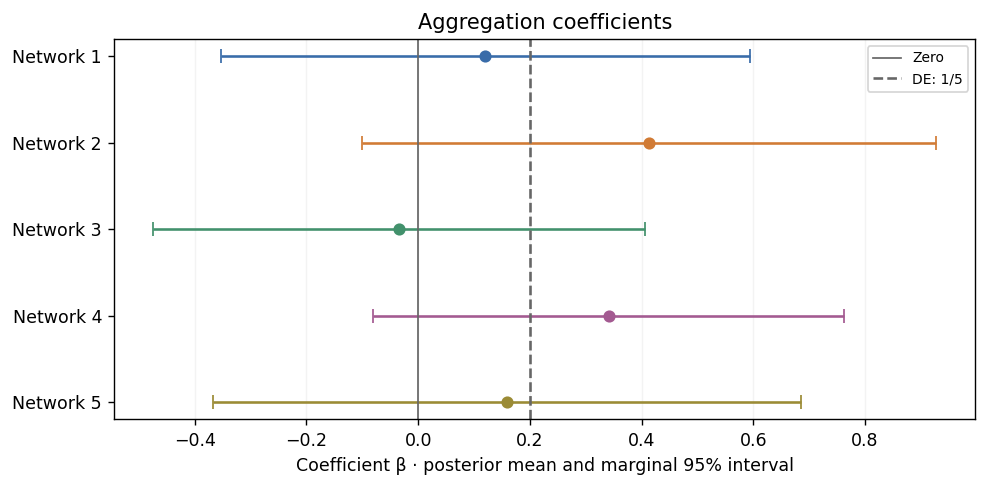 Aggregation coefficients
Network 1
Network 2
Network 3
Network 4
Network 5
Zero
DE: 1/5
−0.4
−0.2
0.0
0.2
0.4
0.6
0.8
Coefficient β · posterior mean and marginal 95% interval